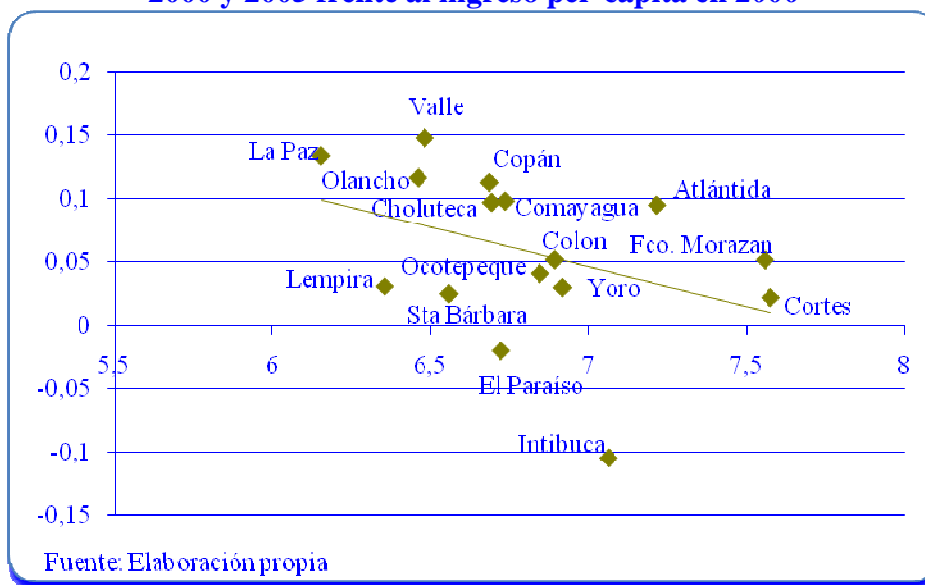 2000 y 2003 frente al ingreso per cápita en 2000
0,2
Valle
0,15
La Paz
Copán
Olancho
Atlántida
0,1
Choluteca
Comayagua
Colon
Fco. Morazan
0,05
Ocotepeque
Lempira
Yoro
Cortes
Sta Bárbara
0
5,5 6 6,5 7 7,5 8
-0,05
El Paraíso
Intibuca
-0,1
-0,15
Fuente: Elaboración propia